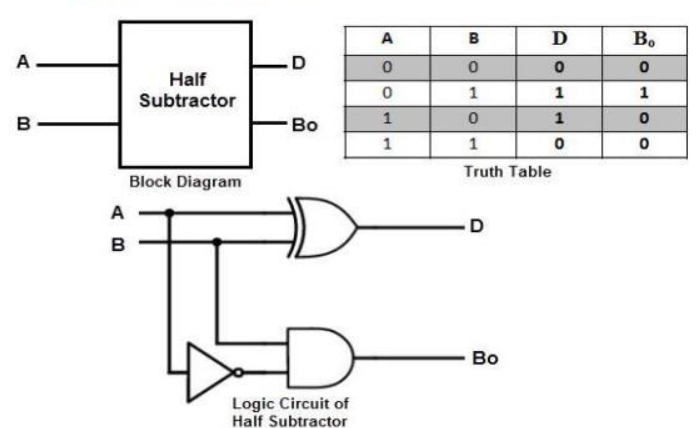 A
B
Half
Subtractor
D
Bo
Block Diagram
A B D Bₒ
0 0 0 0
0 1 1 1
1 0 1 0
1 1 0 0
Truth Table
A
B
D
Bo
Logic Circuit of
Half Subtractor